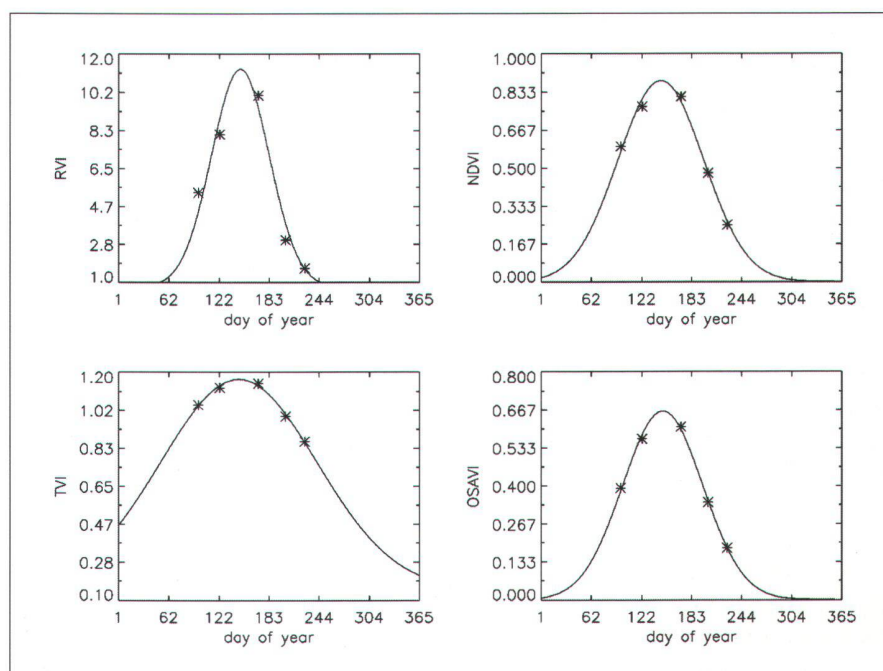 RVI
12.0
10.2
8.3
6.5
4.7
2.8
1.0
1 62 122 183 244 304 365
day of year
NDVI
1.000
0.833
0.667
0.500
0.333
0.167
0.000
1 62 122 183 244 304 365
day of year
TVI
1.20
1.02
0.83
0.65
0.47
0.28
0.10
1 62 122 183 244 304 365
day of year
OSAVI
0.800
0.667
0.533
0.400
0.267
0.133
0.000
1 62 122 183 244 304 365
day of year